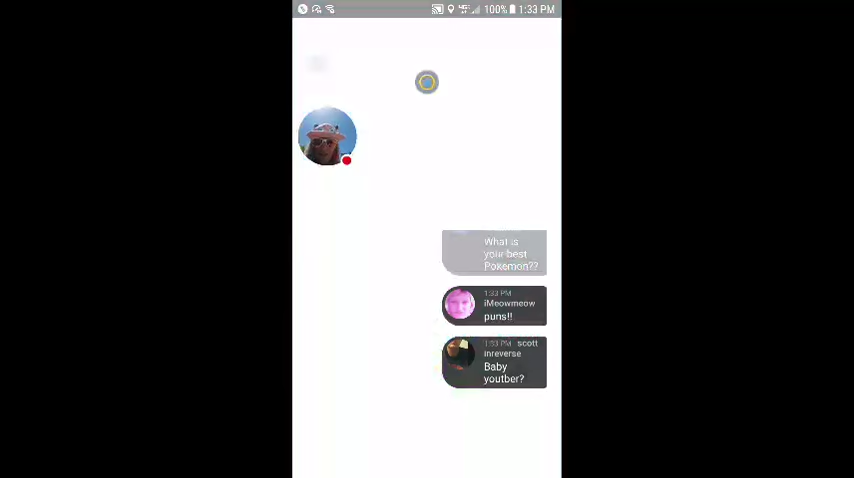 100% 1:33 PM
What is
your best
Pokemon??
1:33 PM
iMeowmeow
puns!!
1:33 PM scott
inreverse
Baby
youtber?